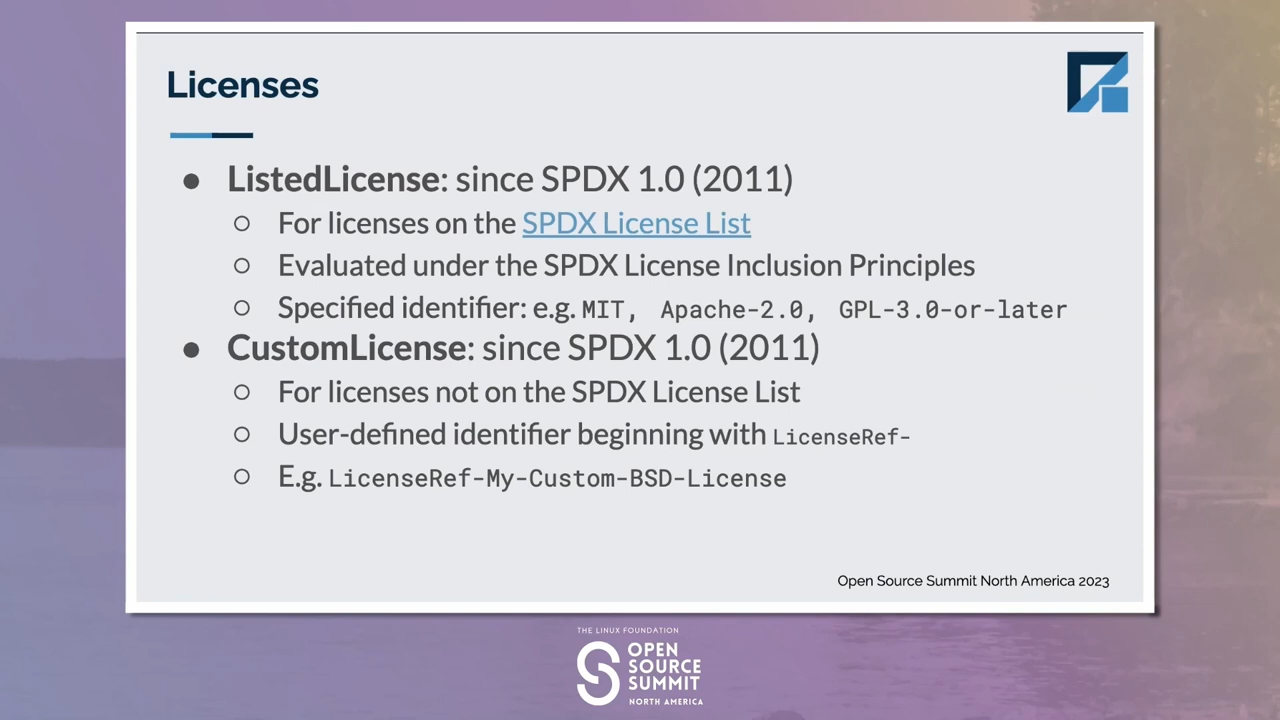 Licenses
● ListedLicense: since SPDX 1.0 (2011)
○ For licenses on the SPDX License List
○ Evaluated under the SPDX License Inclusion Principles
○ Specified identifier: e.g. MIT, Apache-2.0, GPL-3.0-or-later
● CustomLicense: since SPDX 1.0 (2011)
○ For licenses not on the SPDX License List
○ User-defined identifier beginning with LicenseRef-
○ E.g. LicenseRef-My-Custom-BSD-License
Open Source Summit North America 2023
THE LINUX FOUNDATION
OPEN
SOURCE
SUMMIT
NORTH AMERICA